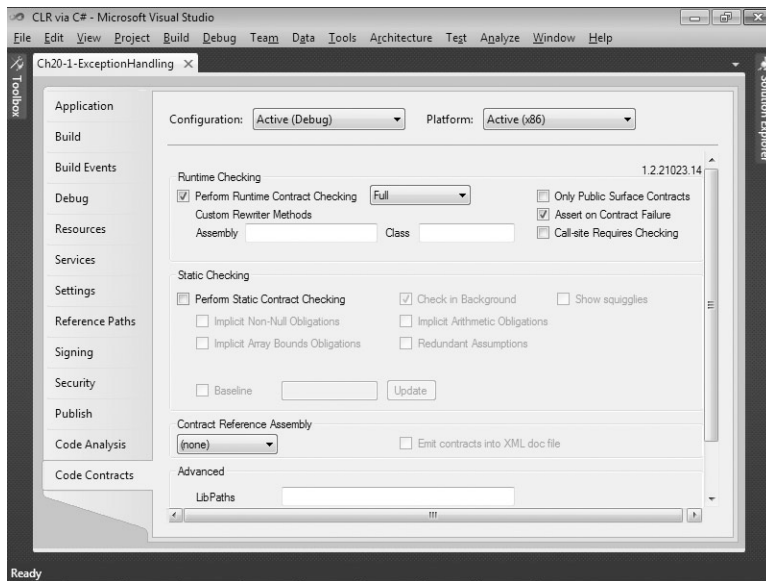 CLR via C# - Microsoft Visual Studio
File Edit View Project Build Debug Team Data Tools Architecture Test Analyze Window Help
Toolbox
Ch20-1-ExceptionHandling
Solution Explorer
Application
Build
Build Events
Debug
Resources
Services
Settings
Reference Paths
Signing
Security
Publish
Code Analysis
Code Contracts
Configuration: Active (Debug) Platform: Active (x86)
1.2.21023.14
Runtime Checking
Perform Runtime Contract Checking Full Only Public Surface Contracts
Custom Rewriter Methods Assert on Contract Failure
Assembly Class Call-site Requires Checking
Static Checking
Perform Static Contract Checking Check in Background Show squigglies
Implicit Non-Null Obligations Implicit Arithmetic Obligations
Implicit Array Bounds Obligations Redundant Assumptions
Baseline Update
Contract Reference Assembly
(none) Emit contracts into XML doc file
Advanced
LibPaths
Ready